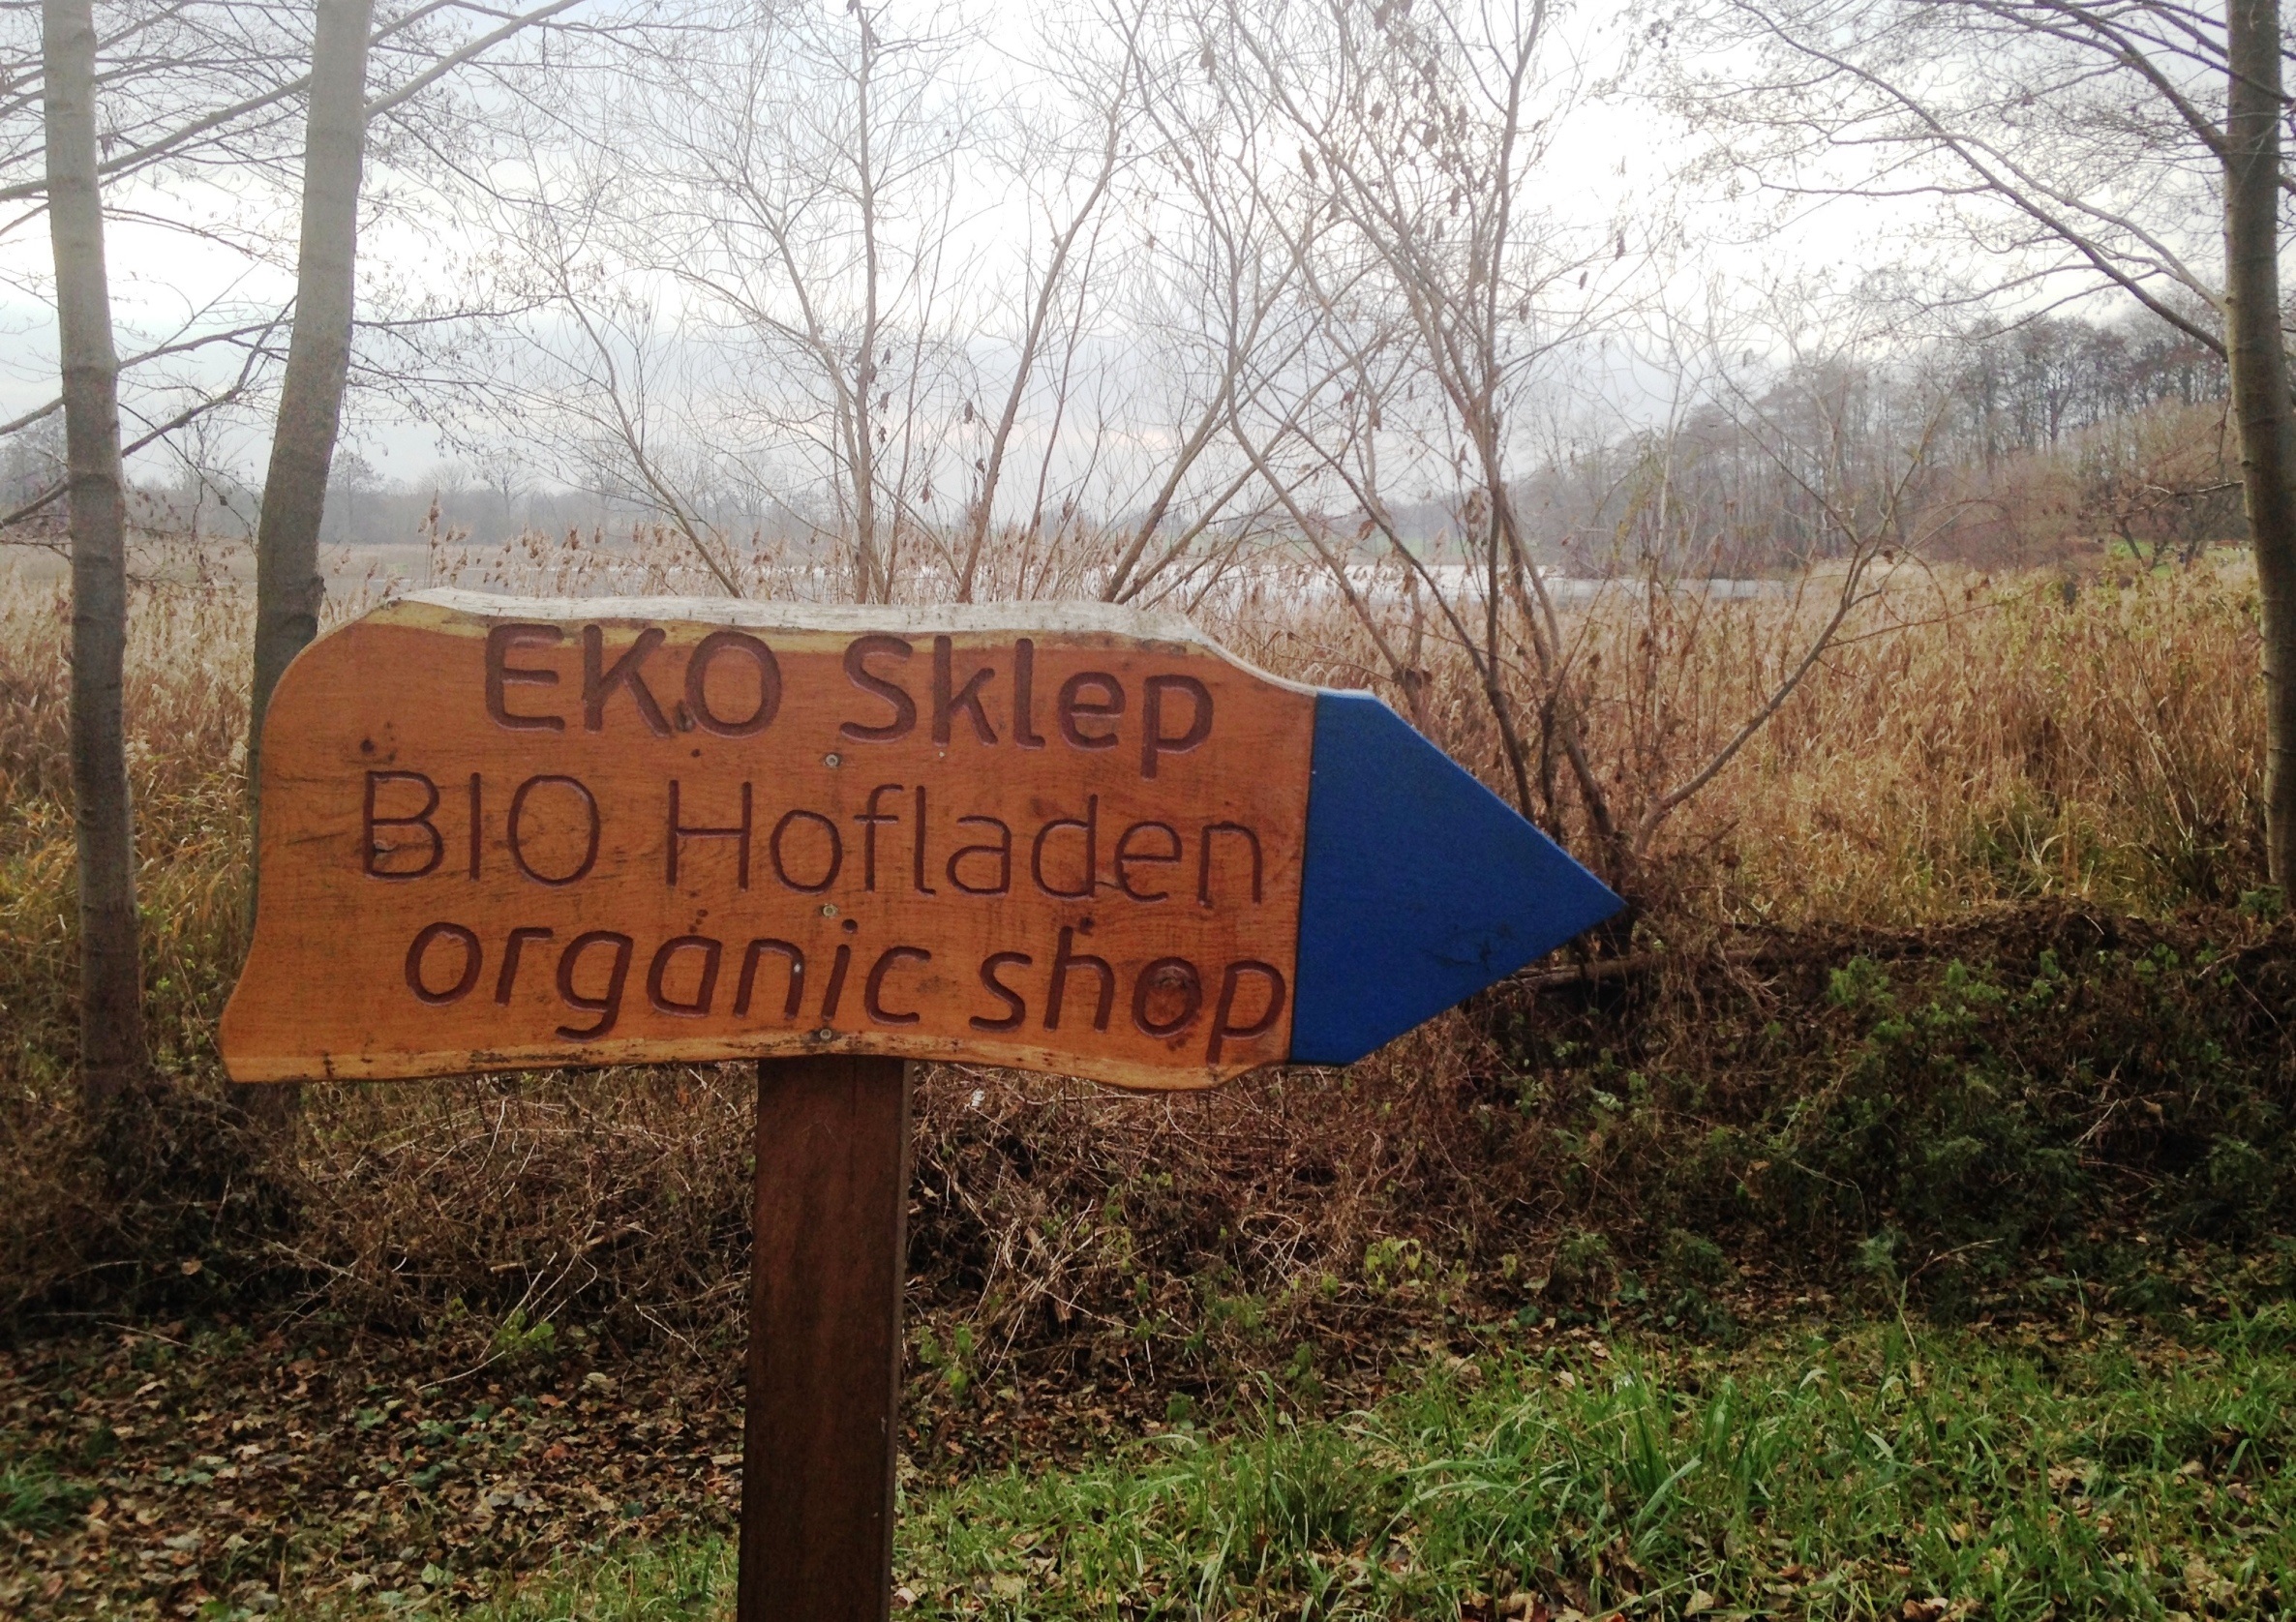 EKO Sklep
BIO Hofladen
organic shop